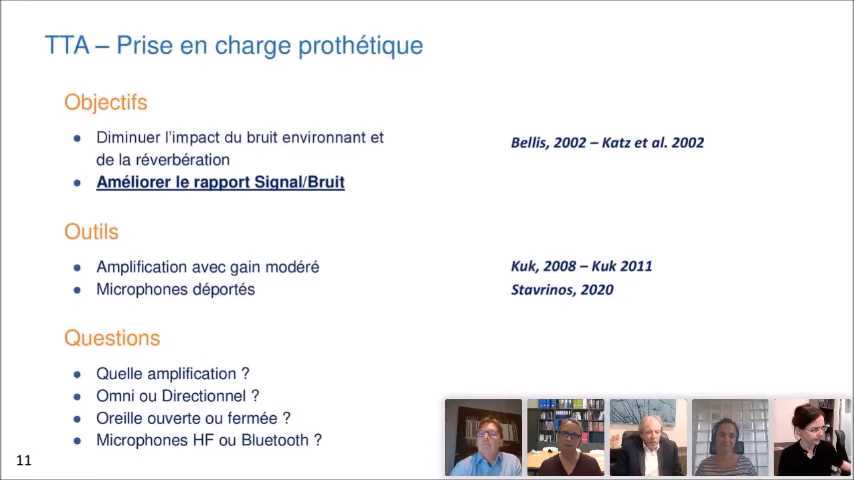 TTA – Prise en charge prothétique
Objectifs
• Diminuer l'impact du bruit environnant et
de la réverbération
Bellis, 2002 – Katz et al. 2002
• Améliorer le rapport Signal/Bruit
Outils
• Amplification avec gain modéré
Kuk, 2008 – Kuk 2011
• Microphones déportés
Stavrinos, 2020
Questions
• Quelle amplification ?
• Omni ou Directionnel ?
• Oreille ouverte ou fermée ?
• Microphones HF ou Bluetooth ?
11